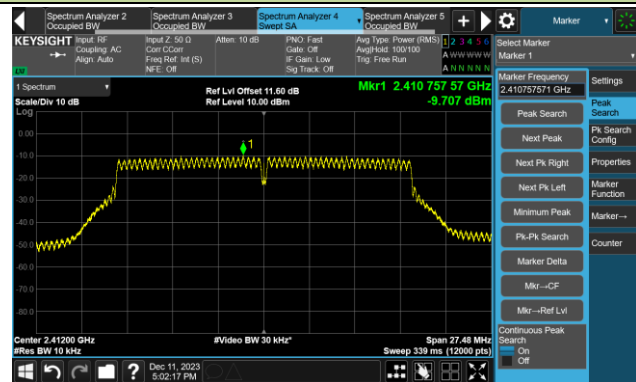 Spectrum Analyzer 2
Occupied BW
Spectrum Analyzer 3
Occupied BW
Spectrum Analyzer 4
Swept SA
Spectrum Analyzer 5
Occupied BW
Marker
KEYSIGHT
Input: RF
Coupling: AC
Align: Auto
Input Z: 50 Ω
Corr CCorr
Freq Ref: Int (S)
NFE: Off
Atten: 10 dB
PNO: Fast
Gate: Off
IF Gain: Low
Sig Track: Off
Avg Type: Power (RMS)
Avg|Hold: 100/100
Trig: Free Run
1 2 3 4 5 6
A W W W W W
A N N N N N
Select Marker
Marker 1
LW
1 Spectrum
Scale/Div 10 dB
Log
Ref Lvl Offset 11.60 dB
Ref Level 10.00 dBm
Mkr1 2.410 757 57 GHz
-9.707 dBm
0.00
-10.0
-20.0
-30.0
-40.0
-50.0
-60.0
-70.0
-80.0
1
Center 2.41200 GHz
#Res BW 10 kHz
#Video BW 30 kHz*
Span 27.48 MHz
Sweep 339 ms (12000 pts)
Marker Frequency
2.410757571 GHz
Peak Search
Next Peak
Next Pk Right
Next Pk Left
Minimum Peak
Pk-Pk Search
Marker Delta
Mkr→CF
Mkr→Ref Lvl
Continuous Peak
Search
On
Off
Settings
Peak
Search
Pk Search
Config
Properties
Marker
Function
Marker→
Counter
?
Dec 11, 2023
5:02:17 PM